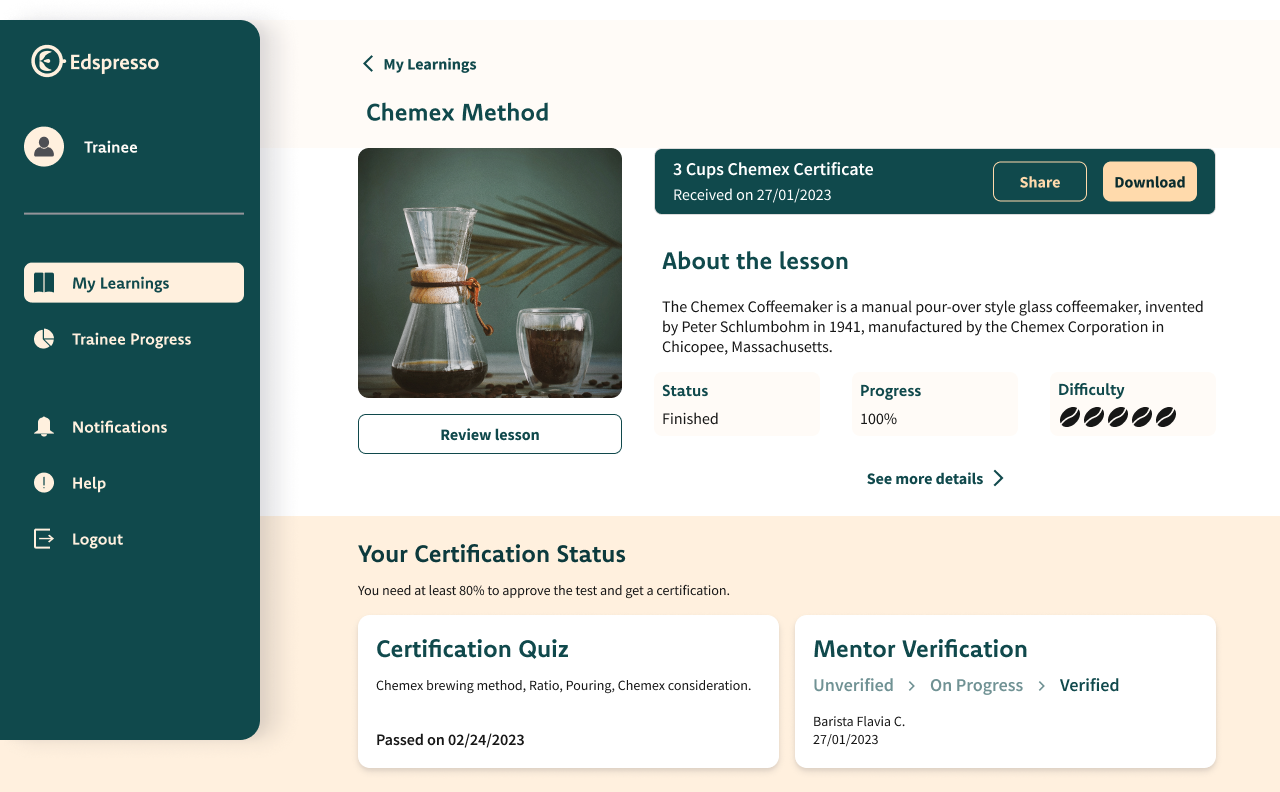 Edspresso
Trainee
My Learnings
Trainee Progress
Notifications
Help
Logout
My Learnings
Chemex Method
Review lesson
3 Cups Chemex Certificate
Received on 27/01/2023
Share
Download
About the lesson
The Chemex Coffeemaker is a manual pour-over style glass coffeemaker, invented
by Peter Schlumbohm in 1941, manufactured by the Chemex Corporation in
Chicopee, Massachusetts.
Status
Finished
Progress
100%
Difficulty
See more details
Your Certification Status
You need at least 80% to approve the test and get a certification.
Certification Quiz
Chemex brewing method, Ratio, Pouring, Chemex consideration.
Passed on 02/24/2023
Mentor Verification
Unverified > On Progress > Verified
Barista Flavia C.
27/01/2023